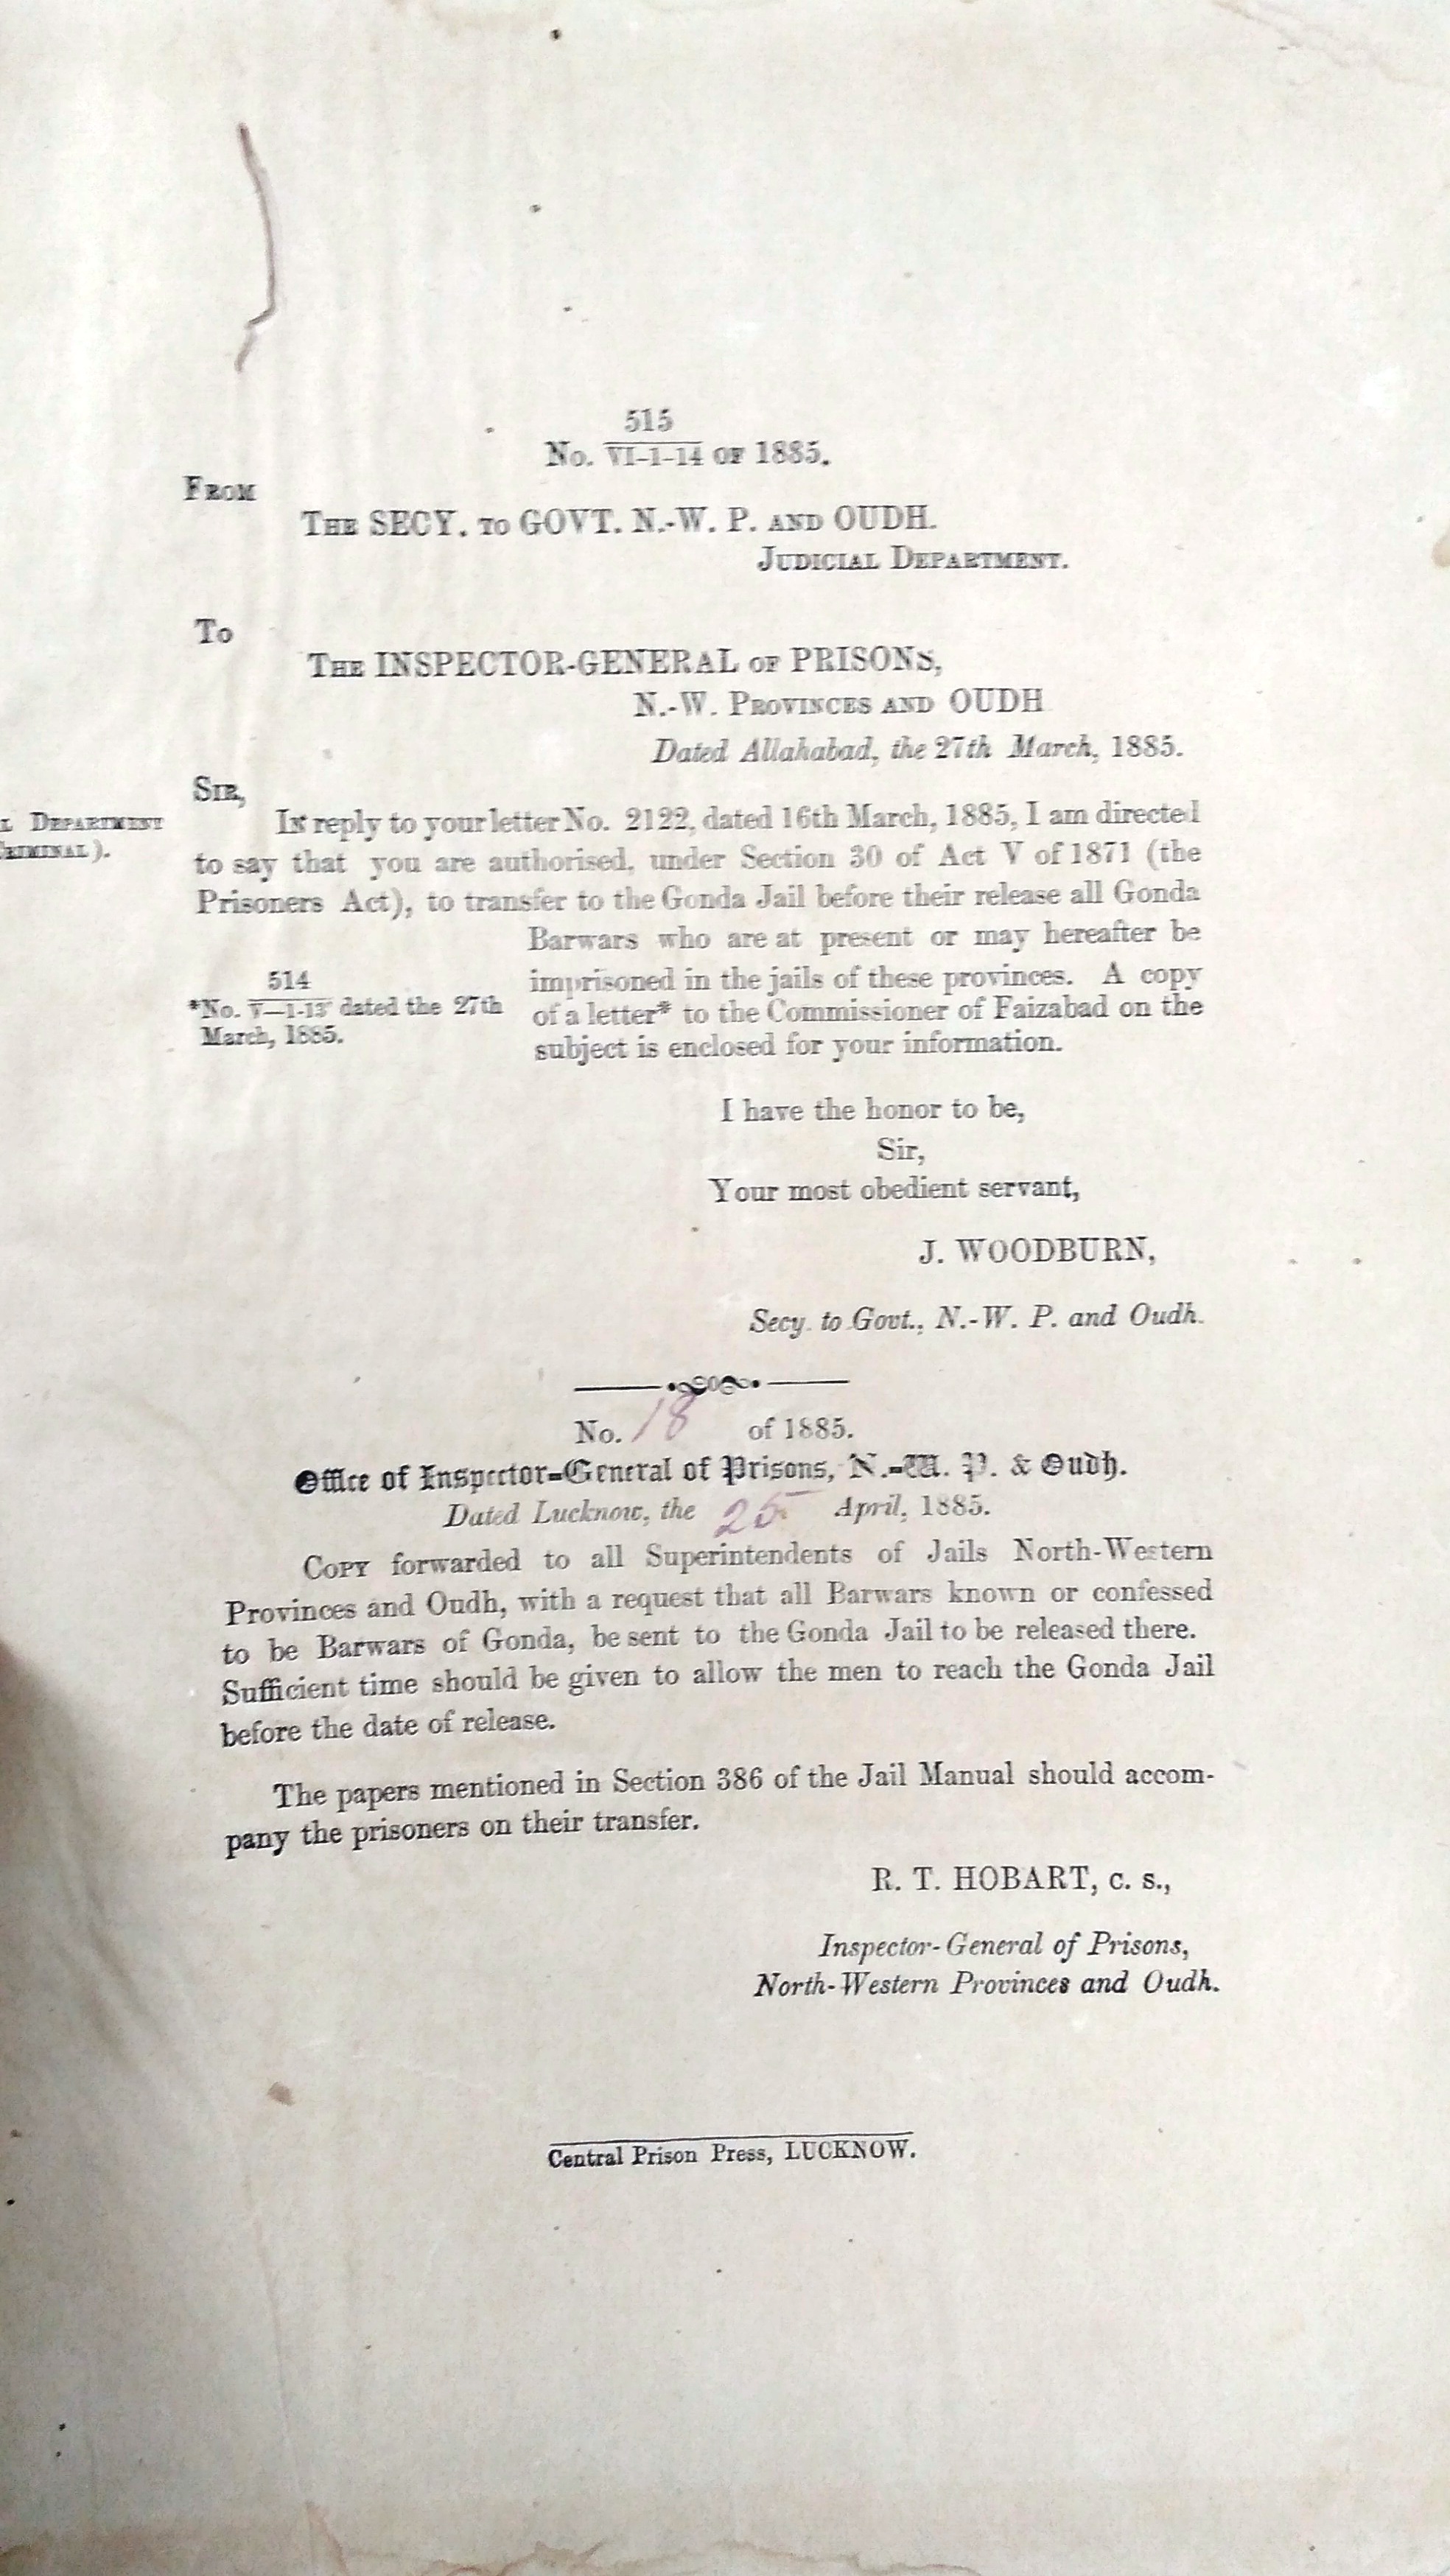 515
No. VI-1-14 OF 1885.
FROM
THE SECY. TO GOVT. N.-W. P. AND OUDH.
JUDICIAL DEPARTMENT.
To
THE INSPECTOR-GENERAL OF PRISONS,
N.-W. PROVINCES AND OUDH
Dated Allahabad, the 27th March, 1885.
SIR,
L DEPARTMENT
CRIMINAL).
In reply to your letter No. 2122, dated 16th March, 1885, I am directed
to say that you are authorised, under Section 30 of Act V of 1871 (the
Prisoners Act), to transfer to the Gonda Jail before their release all Gonda
Barwars who are at present or may hereafter be
imprisoned in the jails of these provinces. A copy
of a letter* to the Commissioner of Faizabad on the
subject is enclosed for your information.
514
*No. V—1-13 dated the 27th
March, 1885.
I have the honor to be,
Sir,
Your most obedient servant,
J. WOODBURN,
Secy. to Govt., N.-W. P. and Oudh.
No. 18 of 1885.
Office of Inspector-General of Prisons, N.-W. P. & Oudh.
Dated Lucknow, the 25 April, 1885.
COPY forwarded to all Superintendents of Jails North-Western
Provinces and Oudh, with a request that all Barwars known or confessed
to be Barwars of Gonda, be sent to the Gonda Jail to be released there.
Sufficient time should be given to allow the men to reach the Gonda Jail
before the date of release.
The papers mentioned in Section 386 of the Jail Manual should accom-
pany the prisoners on their transfer.
R. T. HOBART, C. S.,
Inspector-General of Prisons,
North-Western Provinces and Oudh.
Central Prison Press, LUCKNOW.